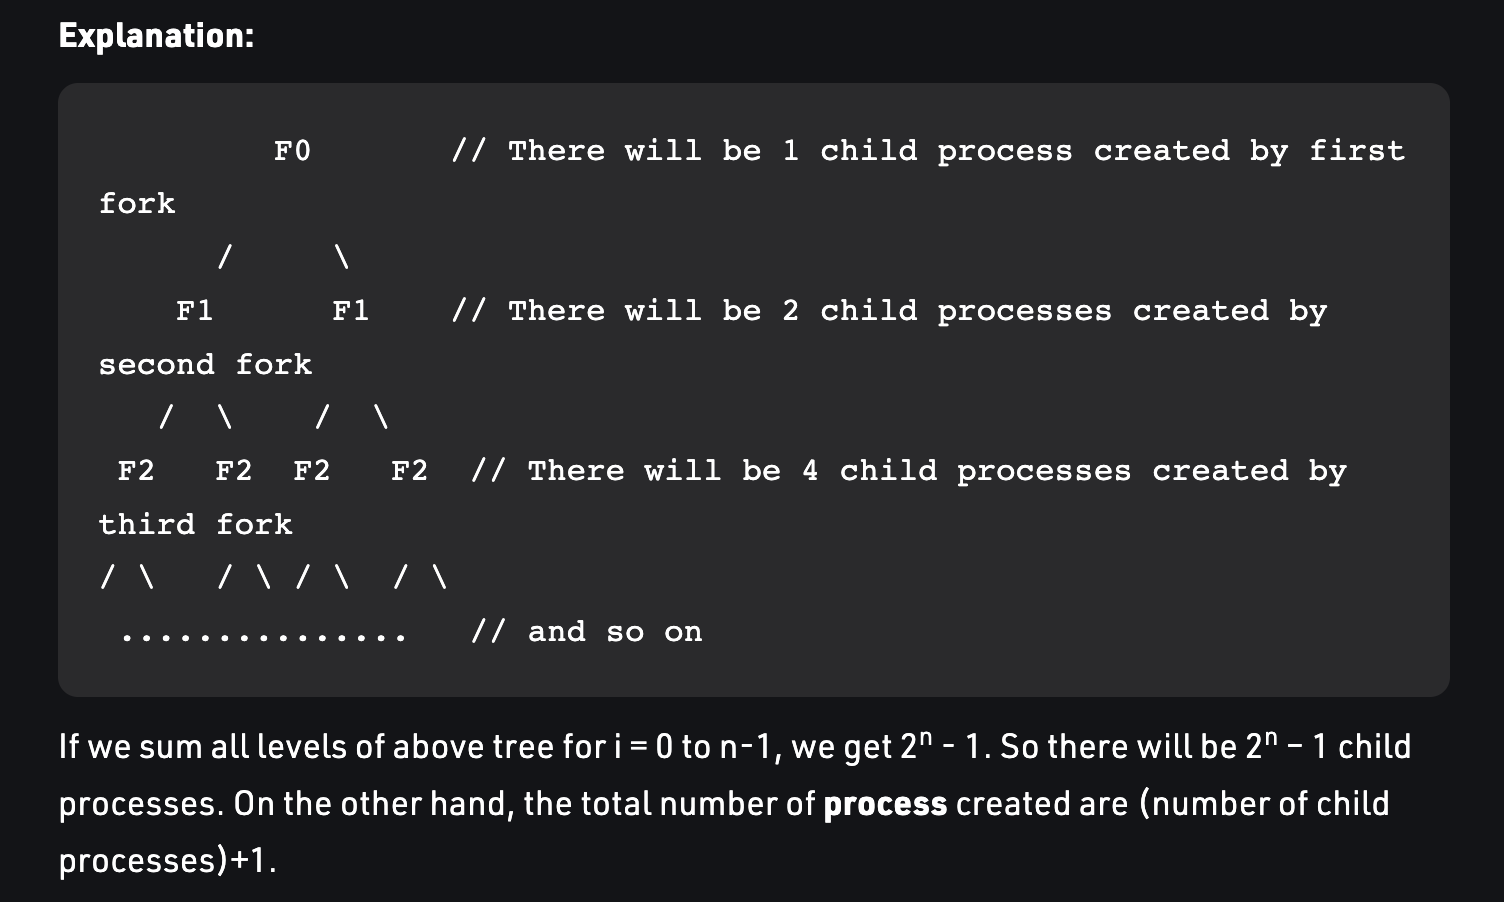 Explanation:
F0 // There will be 1 child process created by first
fork
/ \
F1 F1 // There will be 2 child processes created by
second fork
/ \ / \
F2 F2 F2 F2 // There will be 4 child processes created by
third fork
/ \ / \ / \ / \
............... // and so on
If we sum all levels of above tree for i = 0 to n-1, we get 2ⁿ - 1. So there will be 2ⁿ – 1 child
processes. On the other hand, the total number of process created are (number of child
processes)+1.